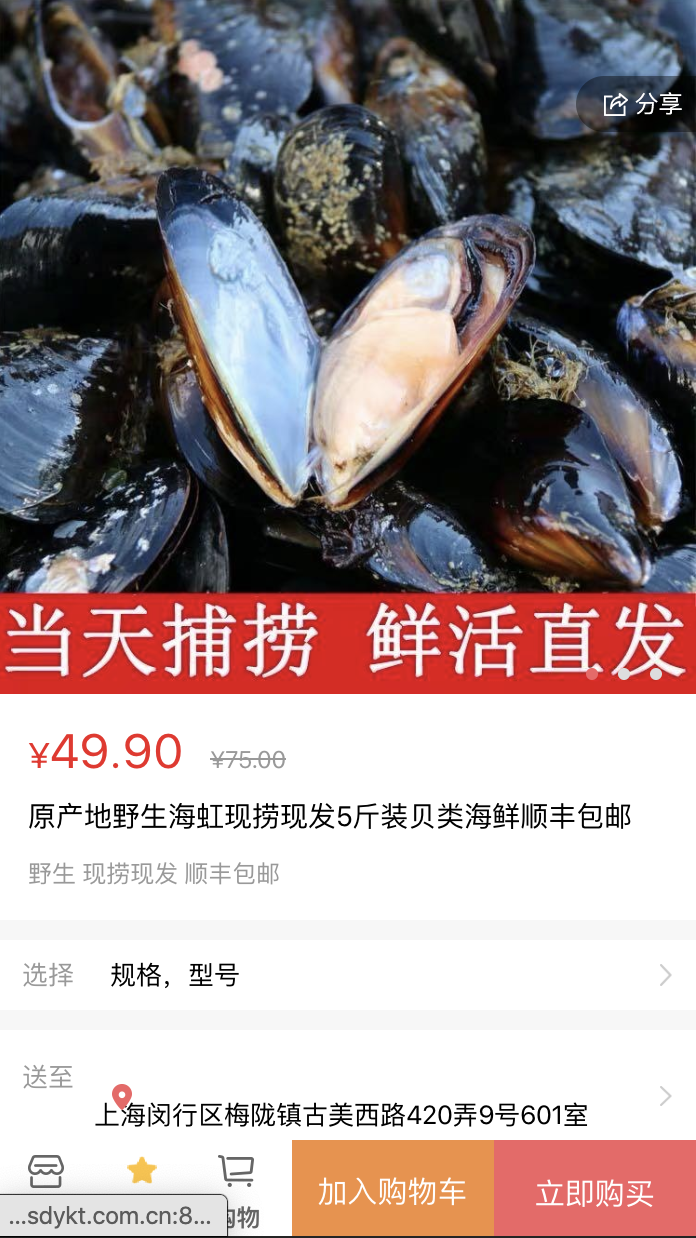 分享
当天捕捞 鲜活直发
¥49.90 ¥75.00
原产地野生海虹现捞现发5斤装贝类海鲜顺丰包邮
野生 现捞现发 顺丰包邮
选择 规格，型号
送至
上海闵行区梅陇镇古美西路420弄9号601室
加入购物车 立即购买
...sdykt.com.cn:8... 购物